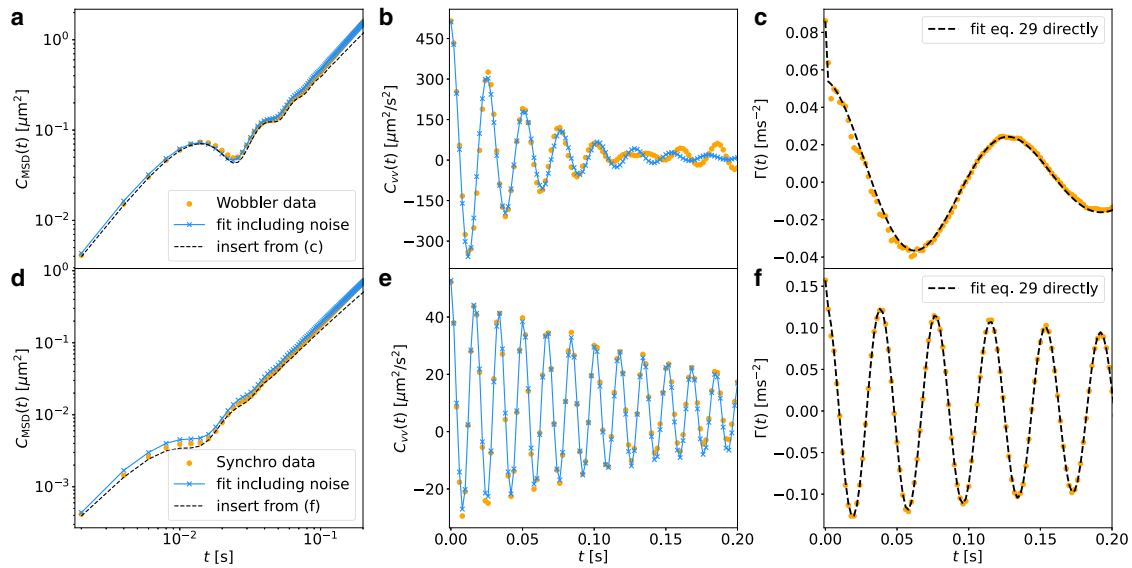 a
b
c
10⁰
10⁻¹
10⁻²
C_MSD(t) [μm²]
Wobbler data
fit including noise
insert from (c)
450
300
150
0
−150
−300
C_vv(t) [μm²/s²]
0.08
0.06
0.04
0.02
0.00
−0.02
−0.04
Γ(t) [ms⁻²]
fit eq. 29 directly
d
e
f
10⁰
10⁻¹
10⁻²
10⁻³
C_MSD(t) [μm²]
Synchro data
fit including noise
insert from (f)
10⁻² 10⁻¹
t [s]
40
20
0
−20
C_vv(t) [μm²/s²]
0.00 0.05 0.10 0.15 0.20
t [s]
0.15
0.10
0.05
0.00
−0.05
−0.10
Γ(t) [ms⁻²]
fit eq. 29 directly
0.00 0.05 0.10 0.15 0.20
t [s]